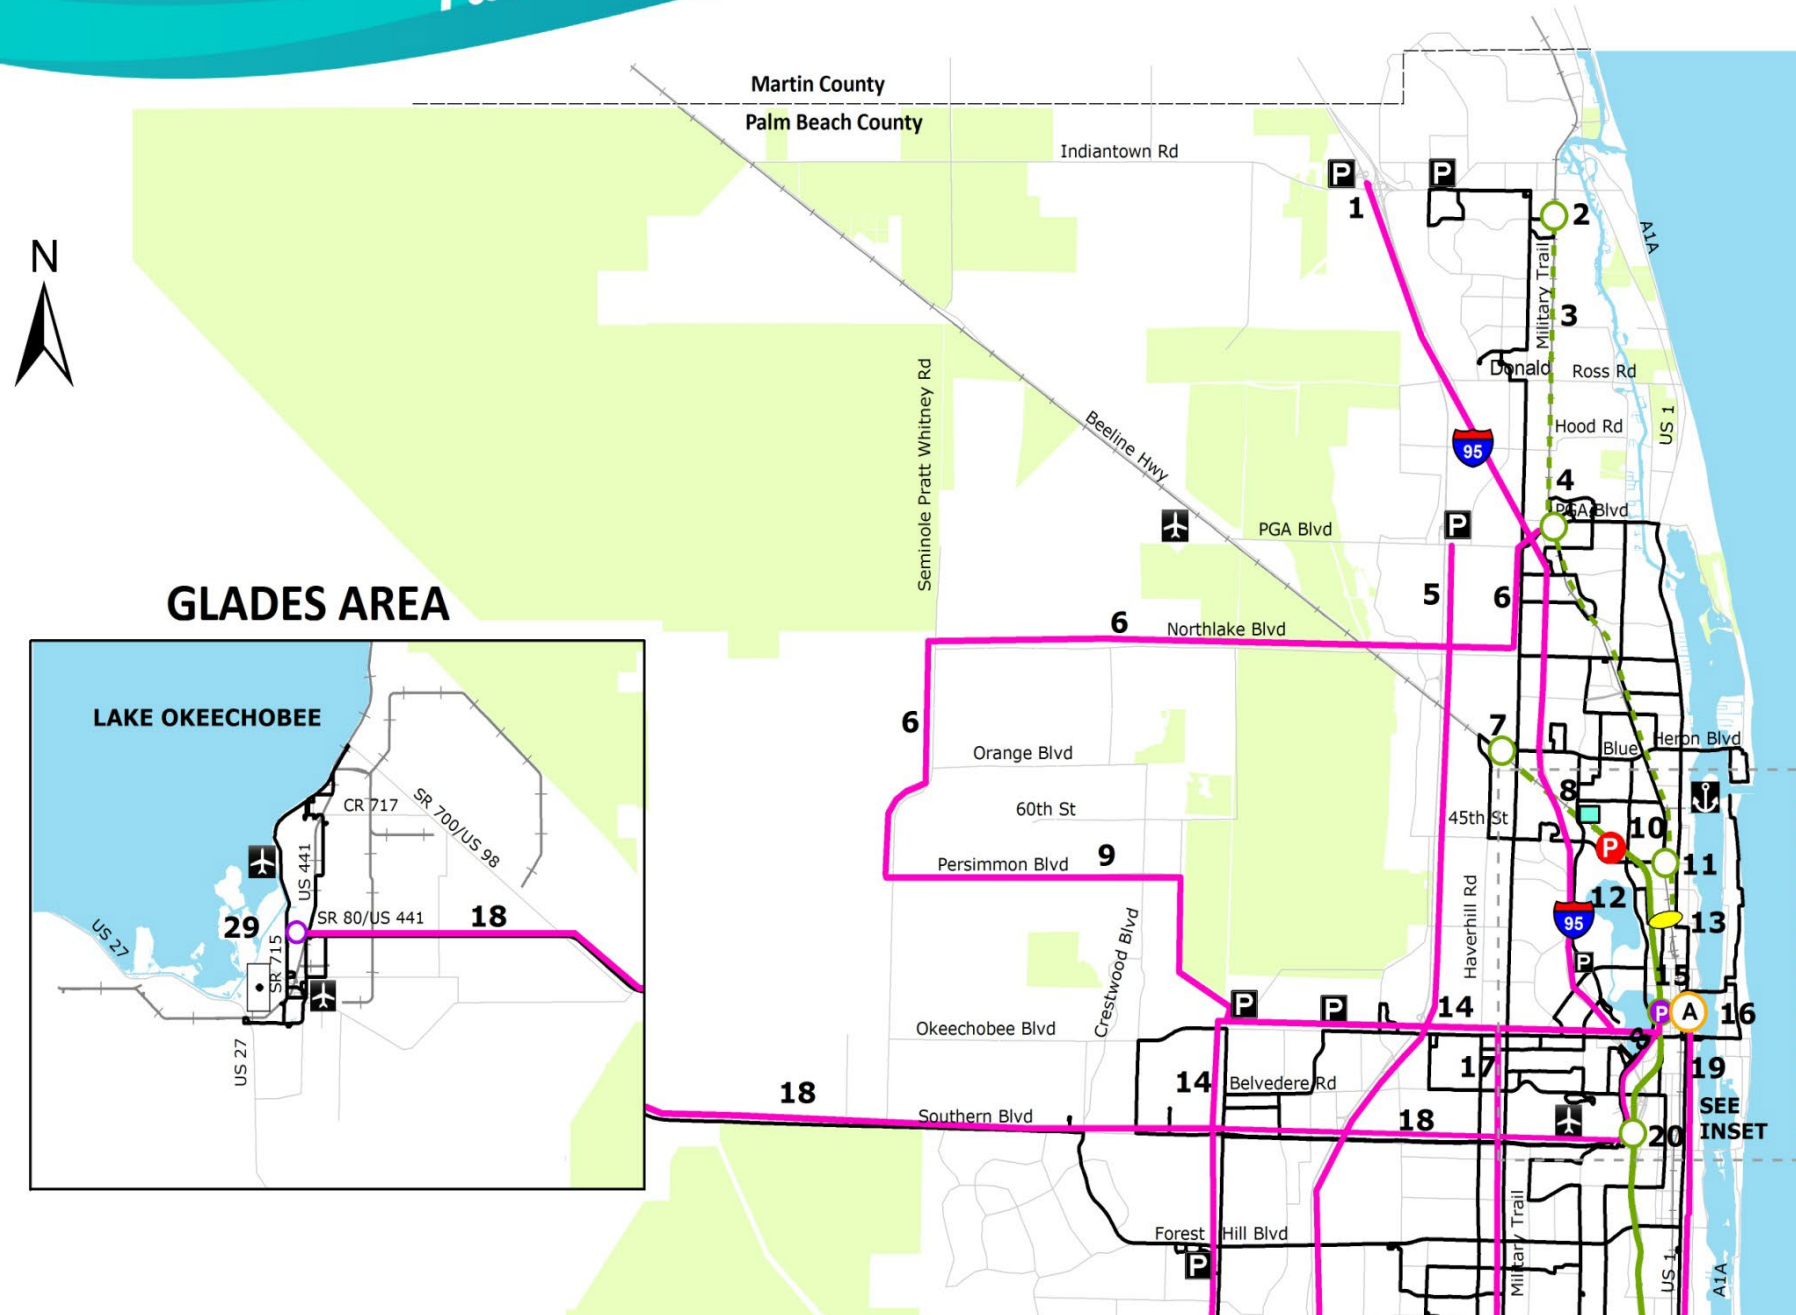 Martin County
Palm Beach County
Indiantown Rd
P
P
1
2
A1A
N
Military Trail
3
Seminole Pratt Whitney Rd
Donald
Ross Rd
Beeline Hwy
95
Hood Rd
US 1
4
PGA Blvd
PGA Blvd
P
5
6
6
Northlake Blvd
GLADES AREA
LAKE OKEECHOBEE
6
7
Orange Blvd
Blue
Heron Blvd
8
CR 717
SR 700/US 98
60th St
45th St
10
P
US 441
Persimmon Blvd
9
11
12
Haverhill Rd
95
13
29
SR 80/US 441
18
US 27
SR 715
Crestwood Blvd
P
15
P
P
14
P
A
16
Okeechobee Blvd
18
US 27
14
Belvedere Rd
17
19
18
Southern Blvd
18
SEE
INSET
20
Forest
Hill Blvd
P
Military Trail
US 1
A1A